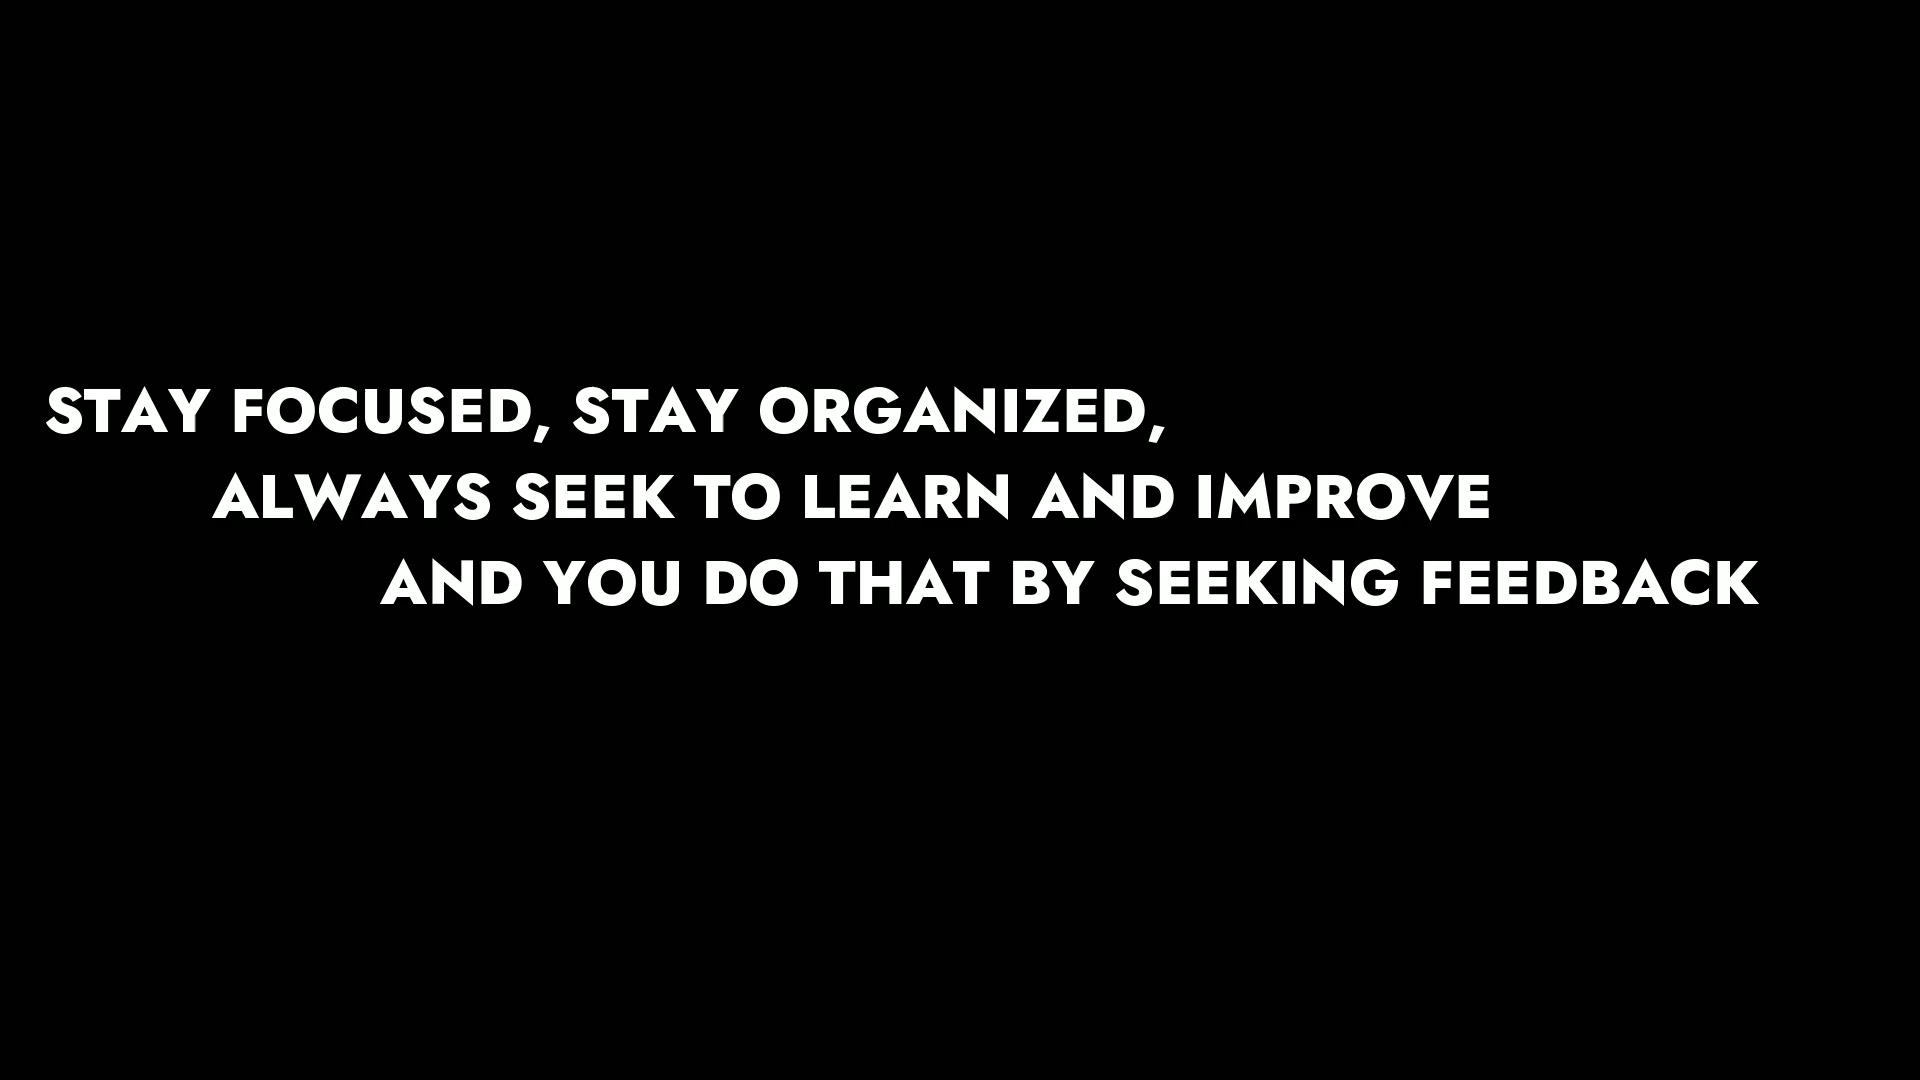 STAY FOCUSED, STAY ORGANIZED,
ALWAYS SEEK TO LEARN AND IMPROVE
AND YOU DO THAT BY SEEKING FEEDBACK